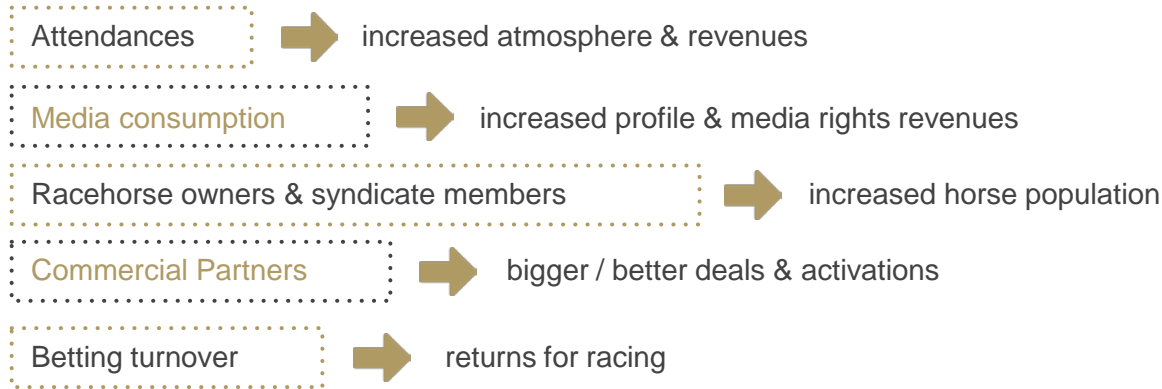 Attendances increased atmosphere & revenues
Media consumption increased profile & media rights revenues
Racehorse owners & syndicate members increased horse population
Commercial Partners bigger / better deals & activations
Betting turnover returns for racing